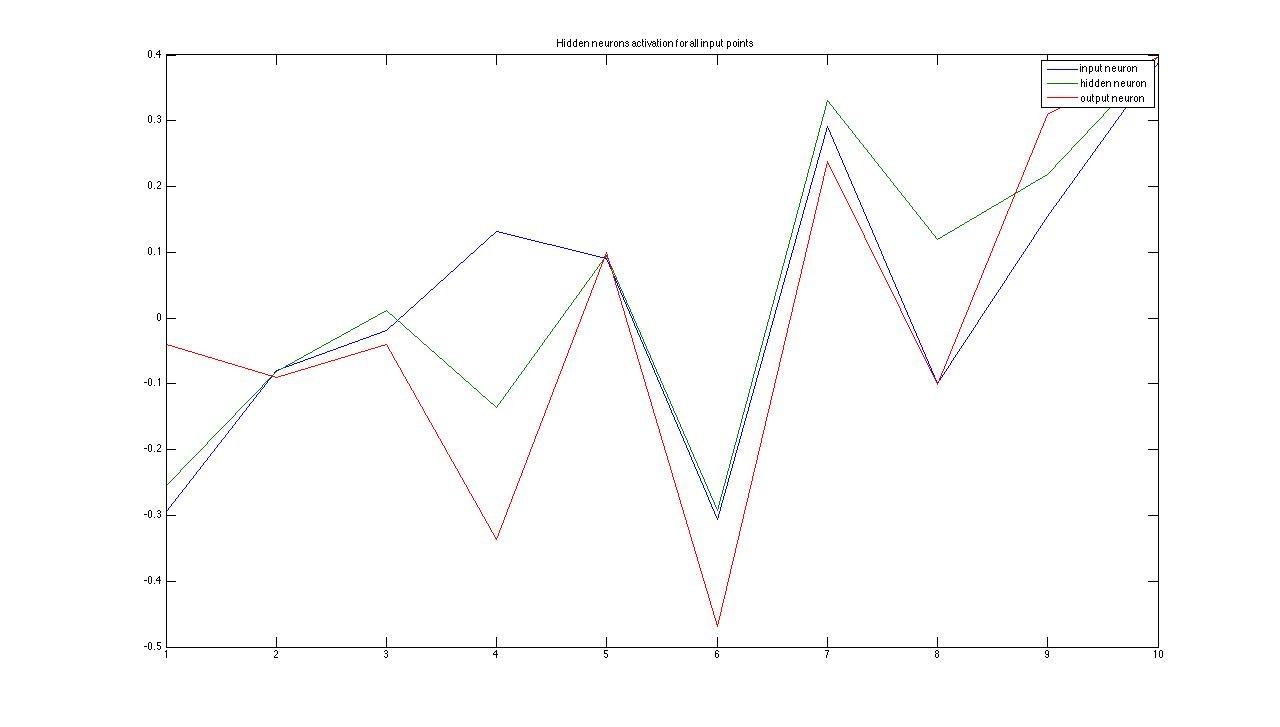 Hidden neurons activation for all input points
0.4
0.3
0.2
0.1
0
-0.1
-0.2
-0.3
-0.4
-0.5
1 2 3 4 5 6 7 8 9 10
input neuron
hidden neuron
output neuron